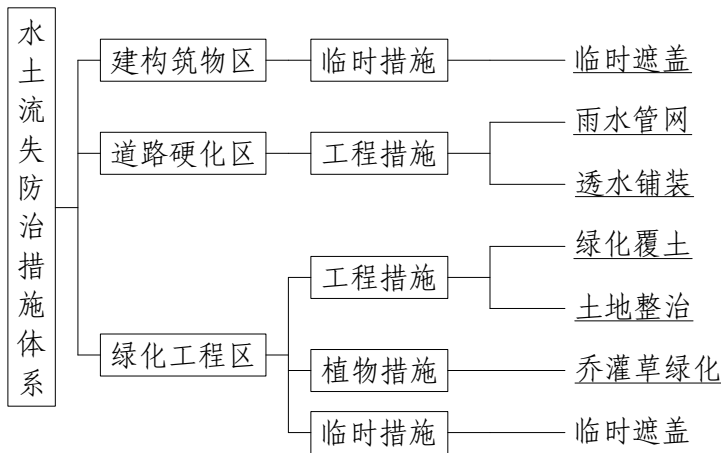 水土流失防治措施体系
建构筑物区
临时措施
临时遮盖
道路硬化区
工程措施
雨水管网
透水铺装
绿化工程区
工程措施
绿化覆土
土地整治
植物措施
乔灌草绿化
临时措施
临时遮盖